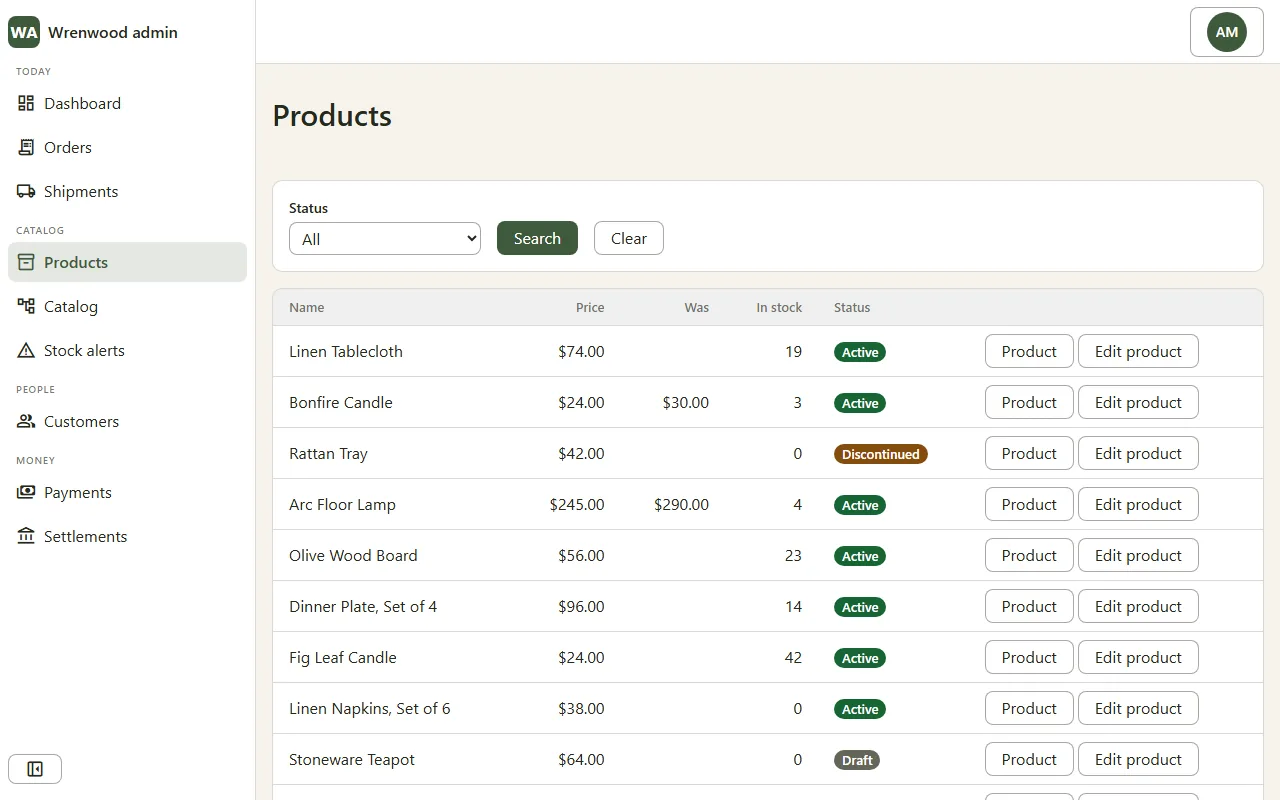 WA Wrenwood admin
AM
TODAY
Dashboard
Orders
Shipments
CATALOG
Products
Catalog
Stock alerts
PEOPLE
Customers
MONEY
Payments
Settlements
Products
Status
All Search Clear
Name Price Was In stock Status
Linen Tablecloth $74.00 19 Active Product Edit product
Bonfire Candle $24.00 $30.00 3 Active Product Edit product
Rattan Tray $42.00 0 Discontinued Product Edit product
Arc Floor Lamp $245.00 $290.00 4 Active Product Edit product
Olive Wood Board $56.00 23 Active Product Edit product
Dinner Plate, Set of 4 $96.00 14 Active Product Edit product
Fig Leaf Candle $24.00 42 Active Product Edit product
Linen Napkins, Set of 6 $38.00 0 Active Product Edit product
Stoneware Teapot $64.00 0 Draft Product Edit product